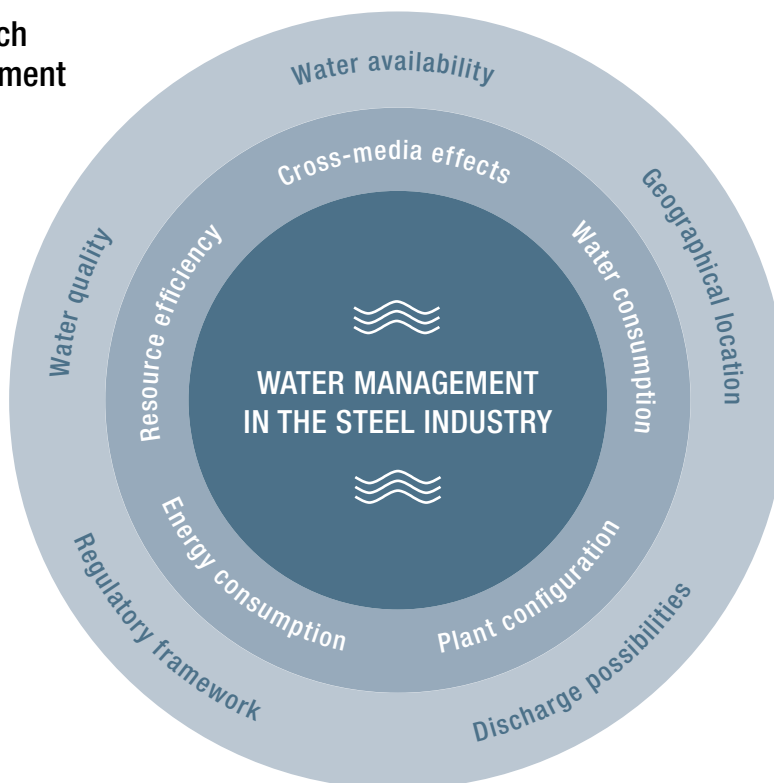 ch
ment
Water availability
Geographical location
Discharge possibilities
Regulatory framework
Water quality
Cross-media effects
Water consumption
Plant configuration
Energy consumption
Resource efficiency
WATER MANAGEMENT
IN THE STEEL INDUSTRY